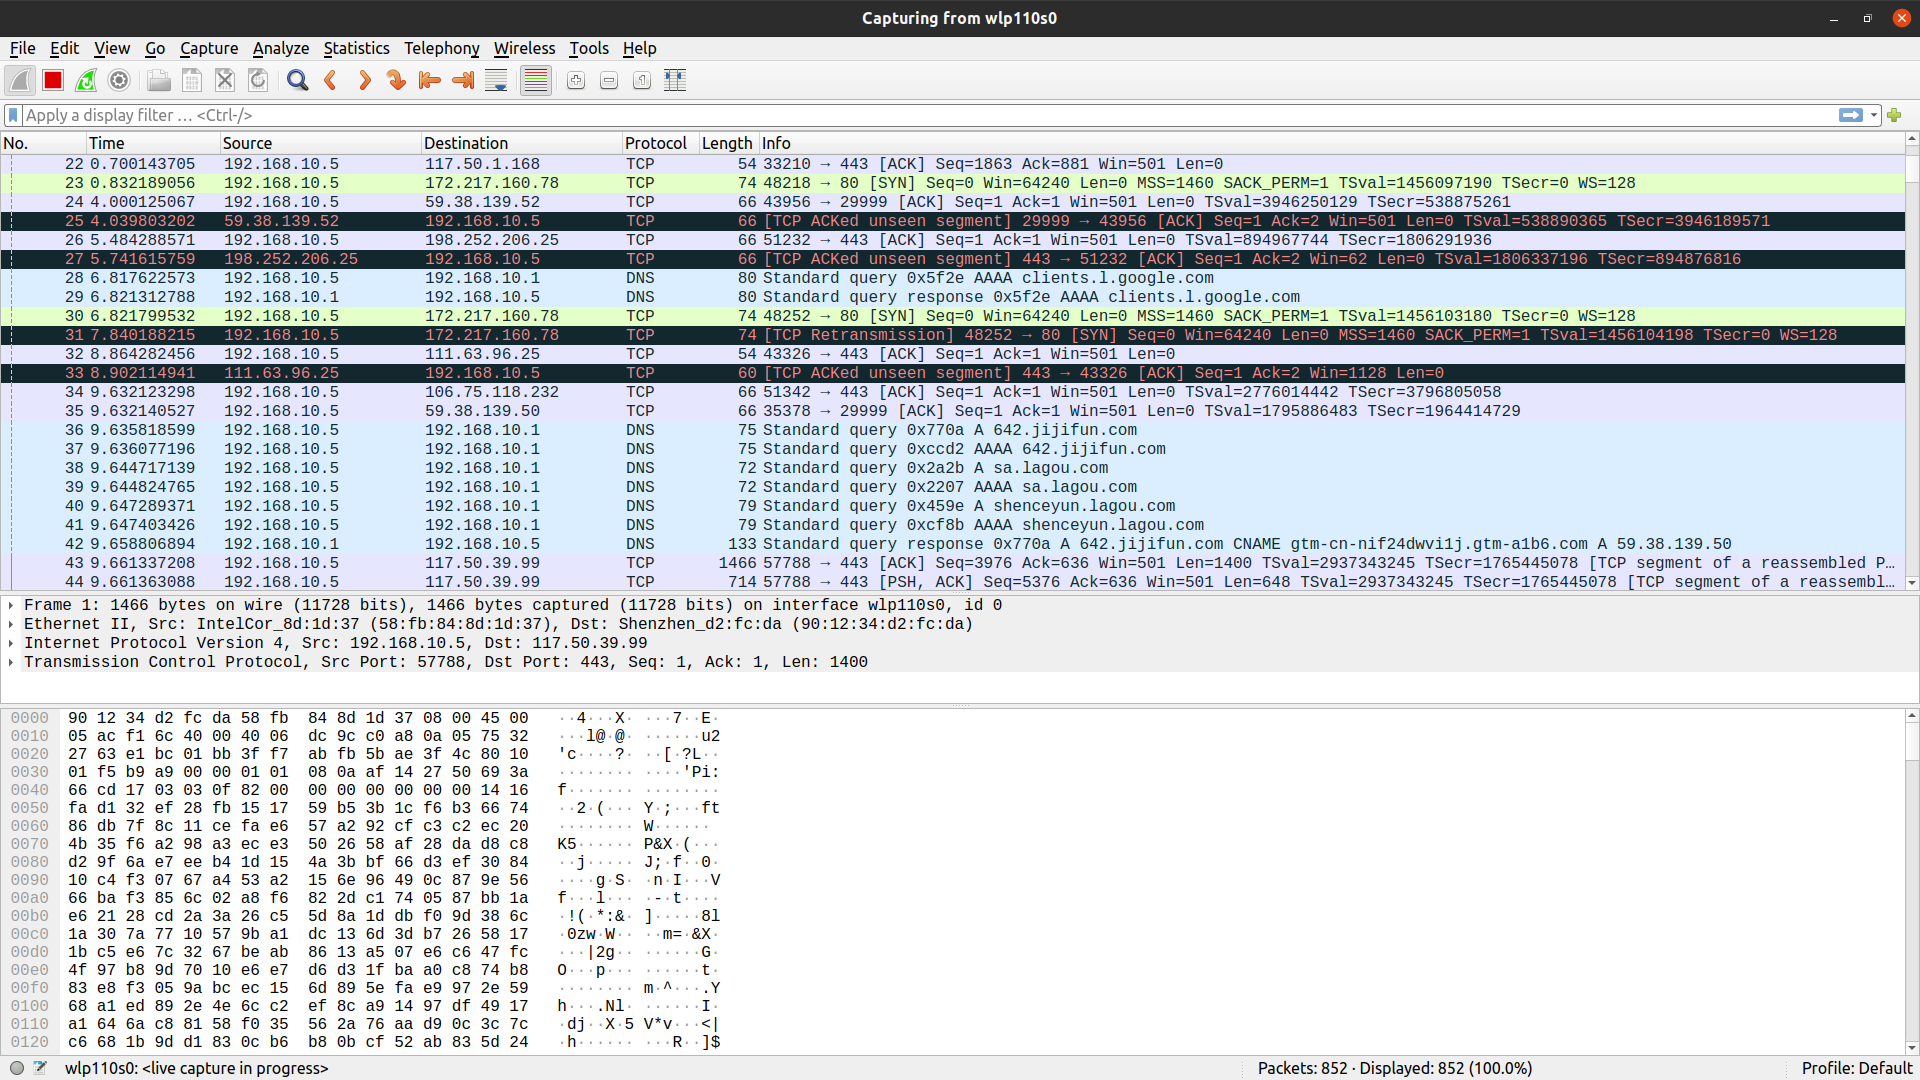 Capturing from wlp110s0
File Edit View Go Capture Analyze Statistics Telephony Wireless Tools Help
Apply a display filter … <Ctrl-/>
No. Time Source Destination Protocol Length Info
22 0.700143705 192.168.10.5 117.50.1.168 TCP 54 33210 → 443 [ACK] Seq=1863 Ack=881 Win=501 Len=0
23 0.832189056 192.168.10.5 172.217.160.78 TCP 74 48218 → 80 [SYN] Seq=0 Win=64240 Len=0 MSS=1460 SACK_PERM=1 TSval=1456097190 TSecr=0 WS=128
24 4.000125067 192.168.10.5 59.38.139.52 TCP 66 43956 → 29999 [ACK] Seq=1 Ack=1 Win=501 Len=0 TSval=3946250129 TSecr=538875261
25 4.039803202 59.38.139.52 192.168.10.5 TCP 66 [TCP ACKed unseen segment] 29999 → 43956 [ACK] Seq=1 Ack=2 Win=501 Len=0 TSval=538890365 TSecr=3946189571
26 5.484288571 192.168.10.5 198.252.206.25 TCP 66 51232 → 443 [ACK] Seq=1 Ack=1 Win=501 Len=0 TSval=894967744 TSecr=1806291936
27 5.741615759 198.252.206.25 192.168.10.5 TCP 66 [TCP ACKed unseen segment] 443 → 51232 [ACK] Seq=1 Ack=2 Win=62 Len=0 TSval=1806337196 TSecr=894876816
28 6.817622573 192.168.10.5 192.168.10.1 DNS 80 Standard query 0x5f2e AAAA clients.l.google.com
29 6.821312788 192.168.10.1 192.168.10.5 DNS 80 Standard query response 0x5f2e AAAA clients.l.google.com
30 6.821799532 192.168.10.5 172.217.160.78 TCP 74 48252 → 80 [SYN] Seq=0 Win=64240 Len=0 MSS=1460 SACK_PERM=1 TSval=1456103180 TSecr=0 WS=128
31 7.840188215 192.168.10.5 172.217.160.78 TCP 74 [TCP Retransmission] 48252 → 80 [SYN] Seq=0 Win=64240 Len=0 MSS=1460 SACK_PERM=1 TSval=1456104198 TSecr=0 WS=128
32 8.864282456 192.168.10.5 111.63.96.25 TCP 54 43326 → 443 [ACK] Seq=1 Ack=1 Win=501 Len=0
33 8.902114941 111.63.96.25 192.168.10.5 TCP 60 [TCP ACKed unseen segment] 443 → 43326 [ACK] Seq=1 Ack=2 Win=1128 Len=0
34 9.632123298 192.168.10.5 106.75.118.232 TCP 66 51342 → 443 [ACK] Seq=1 Ack=1 Win=501 Len=0 TSval=2776014442 TSecr=3796805058
35 9.632140527 192.168.10.5 59.38.139.50 TCP 66 35378 → 29999 [ACK] Seq=1 Ack=1 Win=501 Len=0 TSval=1795886483 TSecr=1964414729
36 9.635818599 192.168.10.5 192.168.10.1 DNS 75 Standard query 0x770a A 642.jijifun.com
37 9.636077196 192.168.10.5 192.168.10.1 DNS 75 Standard query 0xccd2 AAAA 642.jijifun.com
38 9.644717139 192.168.10.5 192.168.10.1 DNS 72 Standard query 0x2a2b A sa.lagou.com
39 9.644824765 192.168.10.5 192.168.10.1 DNS 72 Standard query 0x2207 AAAA sa.lagou.com
40 9.647289371 192.168.10.5 192.168.10.1 DNS 79 Standard query 0x459e A shenceyun.lagou.com
41 9.647403426 192.168.10.5 192.168.10.1 DNS 79 Standard query 0xcf8b AAAA shenceyun.lagou.com
42 9.658806894 192.168.10.1 192.168.10.5 DNS 133 Standard query response 0x770a A 642.jijifun.com CNAME gtm-cn-nif24dwvi1j.gtm-a1b6.com A 59.38.139.50
43 9.661337208 192.168.10.5 117.50.39.99 TCP 1466 57788 → 443 [ACK] Seq=3976 Ack=636 Win=501 Len=1400 TSval=2937343245 TSecr=1765445078 [TCP segment of a reassembled P…
44 9.661363088 192.168.10.5 117.50.39.99 TCP 714 57788 → 443 [PSH, ACK] Seq=5376 Ack=636 Win=501 Len=648 TSval=2937343245 TSecr=1765445078 [TCP segment of a reassembl…
Frame 1: 1466 bytes on wire (11728 bits), 1466 bytes captured (11728 bits) on interface wlp110s0, id 0
Ethernet II, Src: IntelCor_8d:1d:37 (58:fb:84:8d:1d:37), Dst: Shenzhen_d2:fc:da (90:12:34:d2:fc:da)
Internet Protocol Version 4, Src: 192.168.10.5, Dst: 117.50.39.99
Transmission Control Protocol, Src Port: 57788, Dst Port: 443, Seq: 1, Ack: 1, Len: 1400
0000 90 12 34 d2 fc da 58 fb 84 8d 1d 37 08 00 45 00 ··4···X· ···7··E·
0010 05 ac f1 6c 40 00 40 06 dc 9c c0 a8 0a 05 75 32 ···l@·@· ······u2
0020 27 63 e1 bc 01 bb 3f f7 ab fb 5b ae 3f 4c 80 10 'c····?· ··[·?L··
0030 01 f5 b9 a9 00 00 01 01 08 0a af 14 27 50 69 3a ········ ····'Pi:
0040 66 cd 17 03 03 0f 82 00 00 00 00 00 00 00 14 16 f······· ········
0050 fa d1 32 ef 28 fb 15 17 59 b5 3b 1c f6 b3 66 74 ··2·(··· Y·;···ft
0060 86 db 7f 8c 11 ce fa e6 57 a2 92 cf c3 c2 ec 20 ········ W······
0070 4b 35 f6 a2 98 a3 ec e3 50 26 58 af 28 da d8 c8 K5······ P&X·(···
0080 d2 9f 6a e7 ee b4 1d 15 4a 3b bf 66 d3 ef 30 84 ··j····· J;·f··0·
0090 10 c4 f3 07 67 a4 53 a2 15 6e 96 49 0c 87 9e 56 ····g·S· ·n·I···V
00a0 66 ba f3 85 6c 02 a8 f6 82 2d c1 74 05 87 bb 1a f···l··· ·-·t····
00b0 e6 21 28 cd 2a 3a 26 c5 5d 8a 1d db f0 9d 38 6c ·!(·*:&· ]·····8l
00c0 1a 30 7a 77 10 57 9b a1 dc 13 6d 3d b7 26 58 17 ·0zw·W·· ··m=·&X·
00d0 1b c5 e6 7c 32 67 be ab 86 13 a5 07 e6 c6 47 fc ···|2g·· ······G·
00e0 4f 97 b8 9d 70 10 e6 e7 d6 d3 1f ba a0 c8 74 b8 O···p··· ······t·
00f0 83 e8 f3 05 9a bc ec 15 6d 89 5e fa e9 97 2e 59 ········ m·^···.Y
0100 68 a1 ed 89 2e 4e 6c c2 ef 8c a9 14 97 df 49 17 h···.Nl· ······I·
0110 a1 64 6a c8 81 58 f0 35 56 2a 76 aa d9 0c 3c 7c ·dj··X·5 V*v···<|
0120 c6 68 1b 9d d1 83 0c b6 b8 0b cf 52 ab 83 5d 24 ·h······ ···R··]$
wlp110s0: <live capture in progress> Packets: 852 · Displayed: 852 (100.0%) Profile: Default